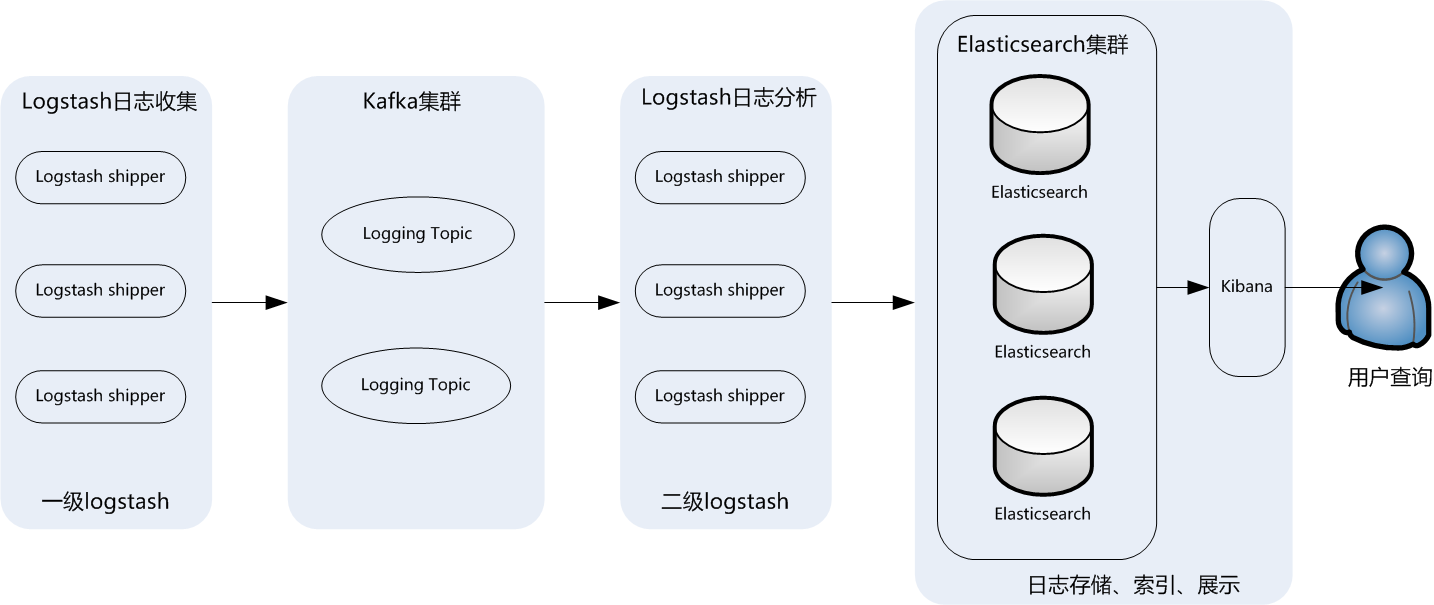 Logstash日志收集
Logstash shipper
Logstash shipper
Logstash shipper
一级logstash
Kafka集群
Logging Topic
Logging Topic
Logstash日志分析
Logstash shipper
Logstash shipper
Logstash shipper
二级logstash
Elasticsearch集群
Elasticsearch
Elasticsearch
Elasticsearch
Kibana
日志存储、索引、展示
用户查询